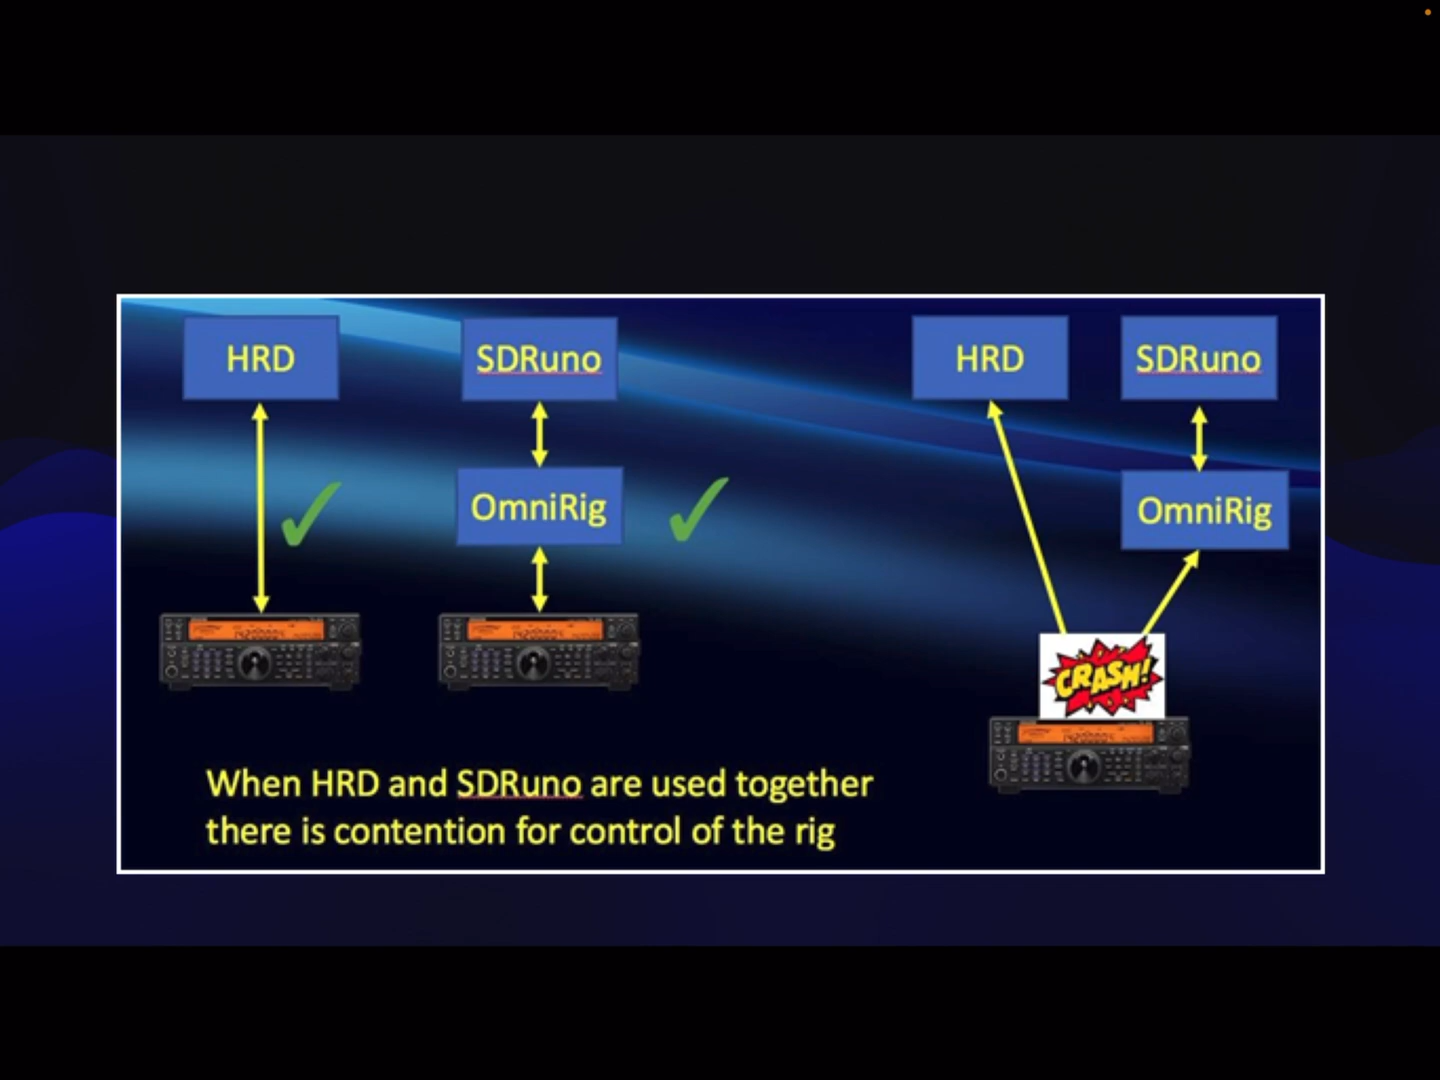 HRD
SDRuno
HRD
SDRuno
OmniRig
OmniRig
CRASH!
When HRD and SDRuno are used together
there is contention for control of the rig